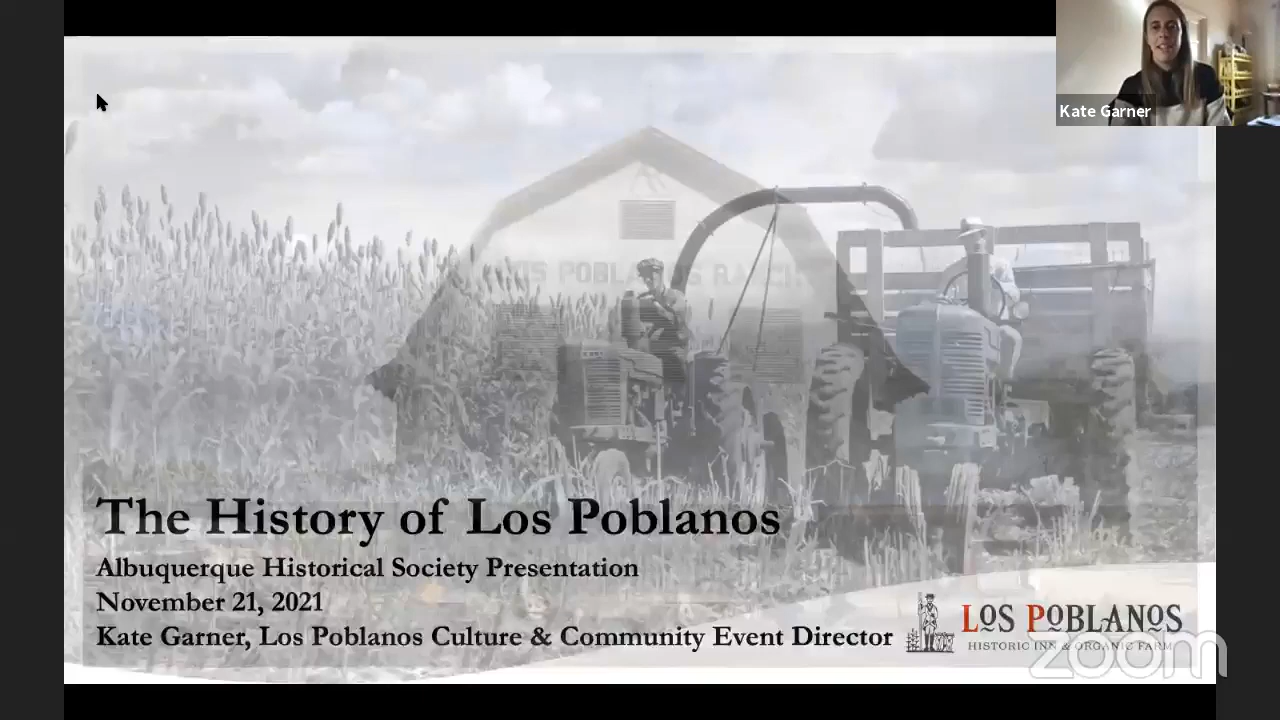 Kate Garner
LOS POBLANOS RANCH
The History of Los Poblanos
Albuquerque Historical Society Presentation
November 21, 2021
Kate Garner, Los Poblanos Culture & Community Event Director
LOS POBLANOS
HISTORIC INN & ORGANIC FARM
zoom